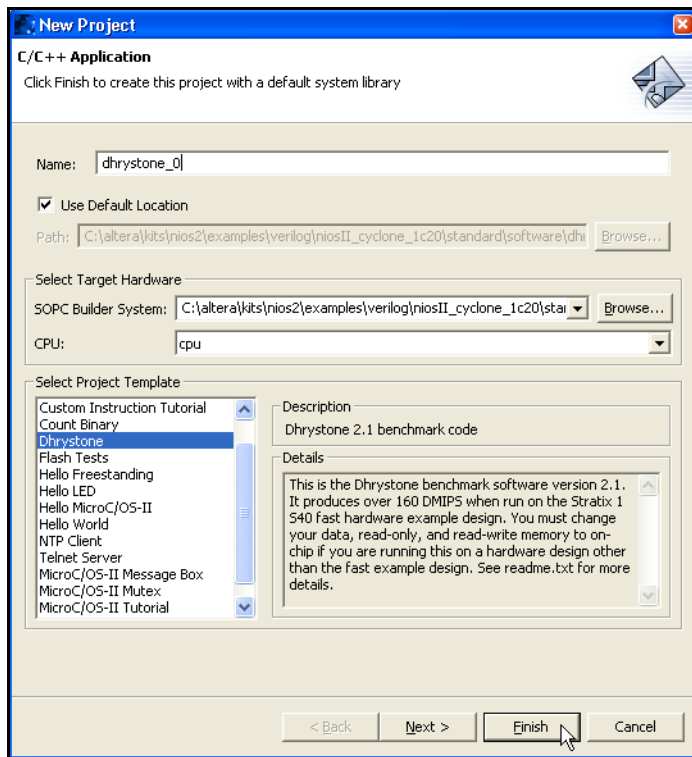 New Project
C/C++ Application
Click Finish to create this project with a default system library
Name: dhrystone_0
Use Default Location
Path: C:\altera\kits\nios2\examples\verilog\niosII_cyclone_1c20\standard\software\dhr Browse...
Select Target Hardware
SOPC Builder System: C:\altera\kits\nios2\examples\verilog\niosII_cyclone_1c20\star Browse...
CPU: cpu
Select Project Template
Custom Instruction Tutorial
Count Binary
Dhrystone
Flash Tests
Hello Freestanding
Hello LED
Hello MicroC/OS-II
Hello World
NTP Client
Telnet Server
MicroC/OS-II Message Box
MicroC/OS-II Mutex
MicroC/OS-II Tutorial
Description
Dhrystone 2.1 benchmark code
Details
This is the Dhrystone benchmark software version 2.1.
It produces over 160 DMIPS when run on the Stratix 1
S40 fast hardware example design. You must change
your data, read-only, and read-write memory to on-
chip if you are running this on a hardware design other
than the fast example design. See readme.txt for more
details.
< Back Next > Finish Cancel